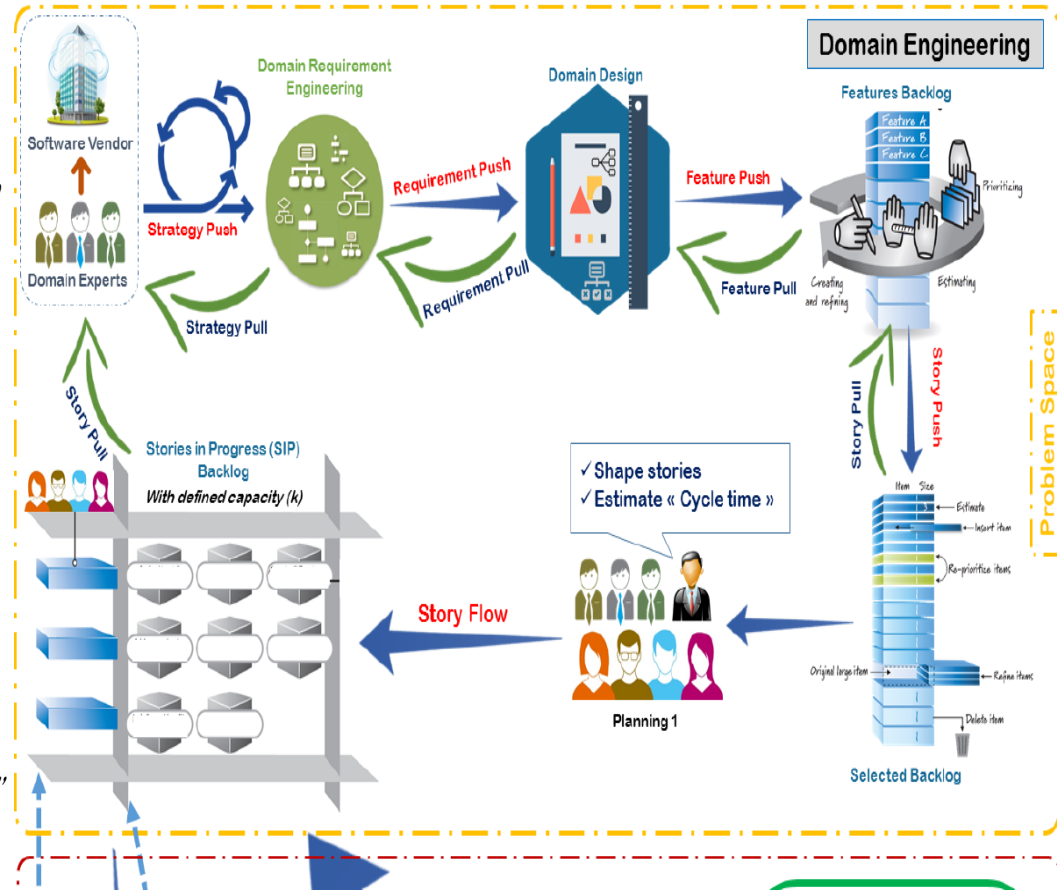 Domain Engineering
Software Vendor
Domain Experts
Strategy Push
Domain Requirement
Engineering
Requirement Push
Domain Design
Feature Push
Features Backlog
Feature A
Feature B
Feature C
Prioritizing
Creating
and refining
Estimating
Strategy Pull
Requirement Pull
Feature Pull
Story Pull
Story Push
Problem Space
Story Pull
Stories in Progress (SIP)
Backlog
With defined capacity (k)
✓ Shape stories
✓ Estimate « Cycle time »
Story Flow
Planning 1
Item Size
Estimate
Insert item
Re-prioritize items
Original large item
Refine items
Delete item
Selected Backlog
"